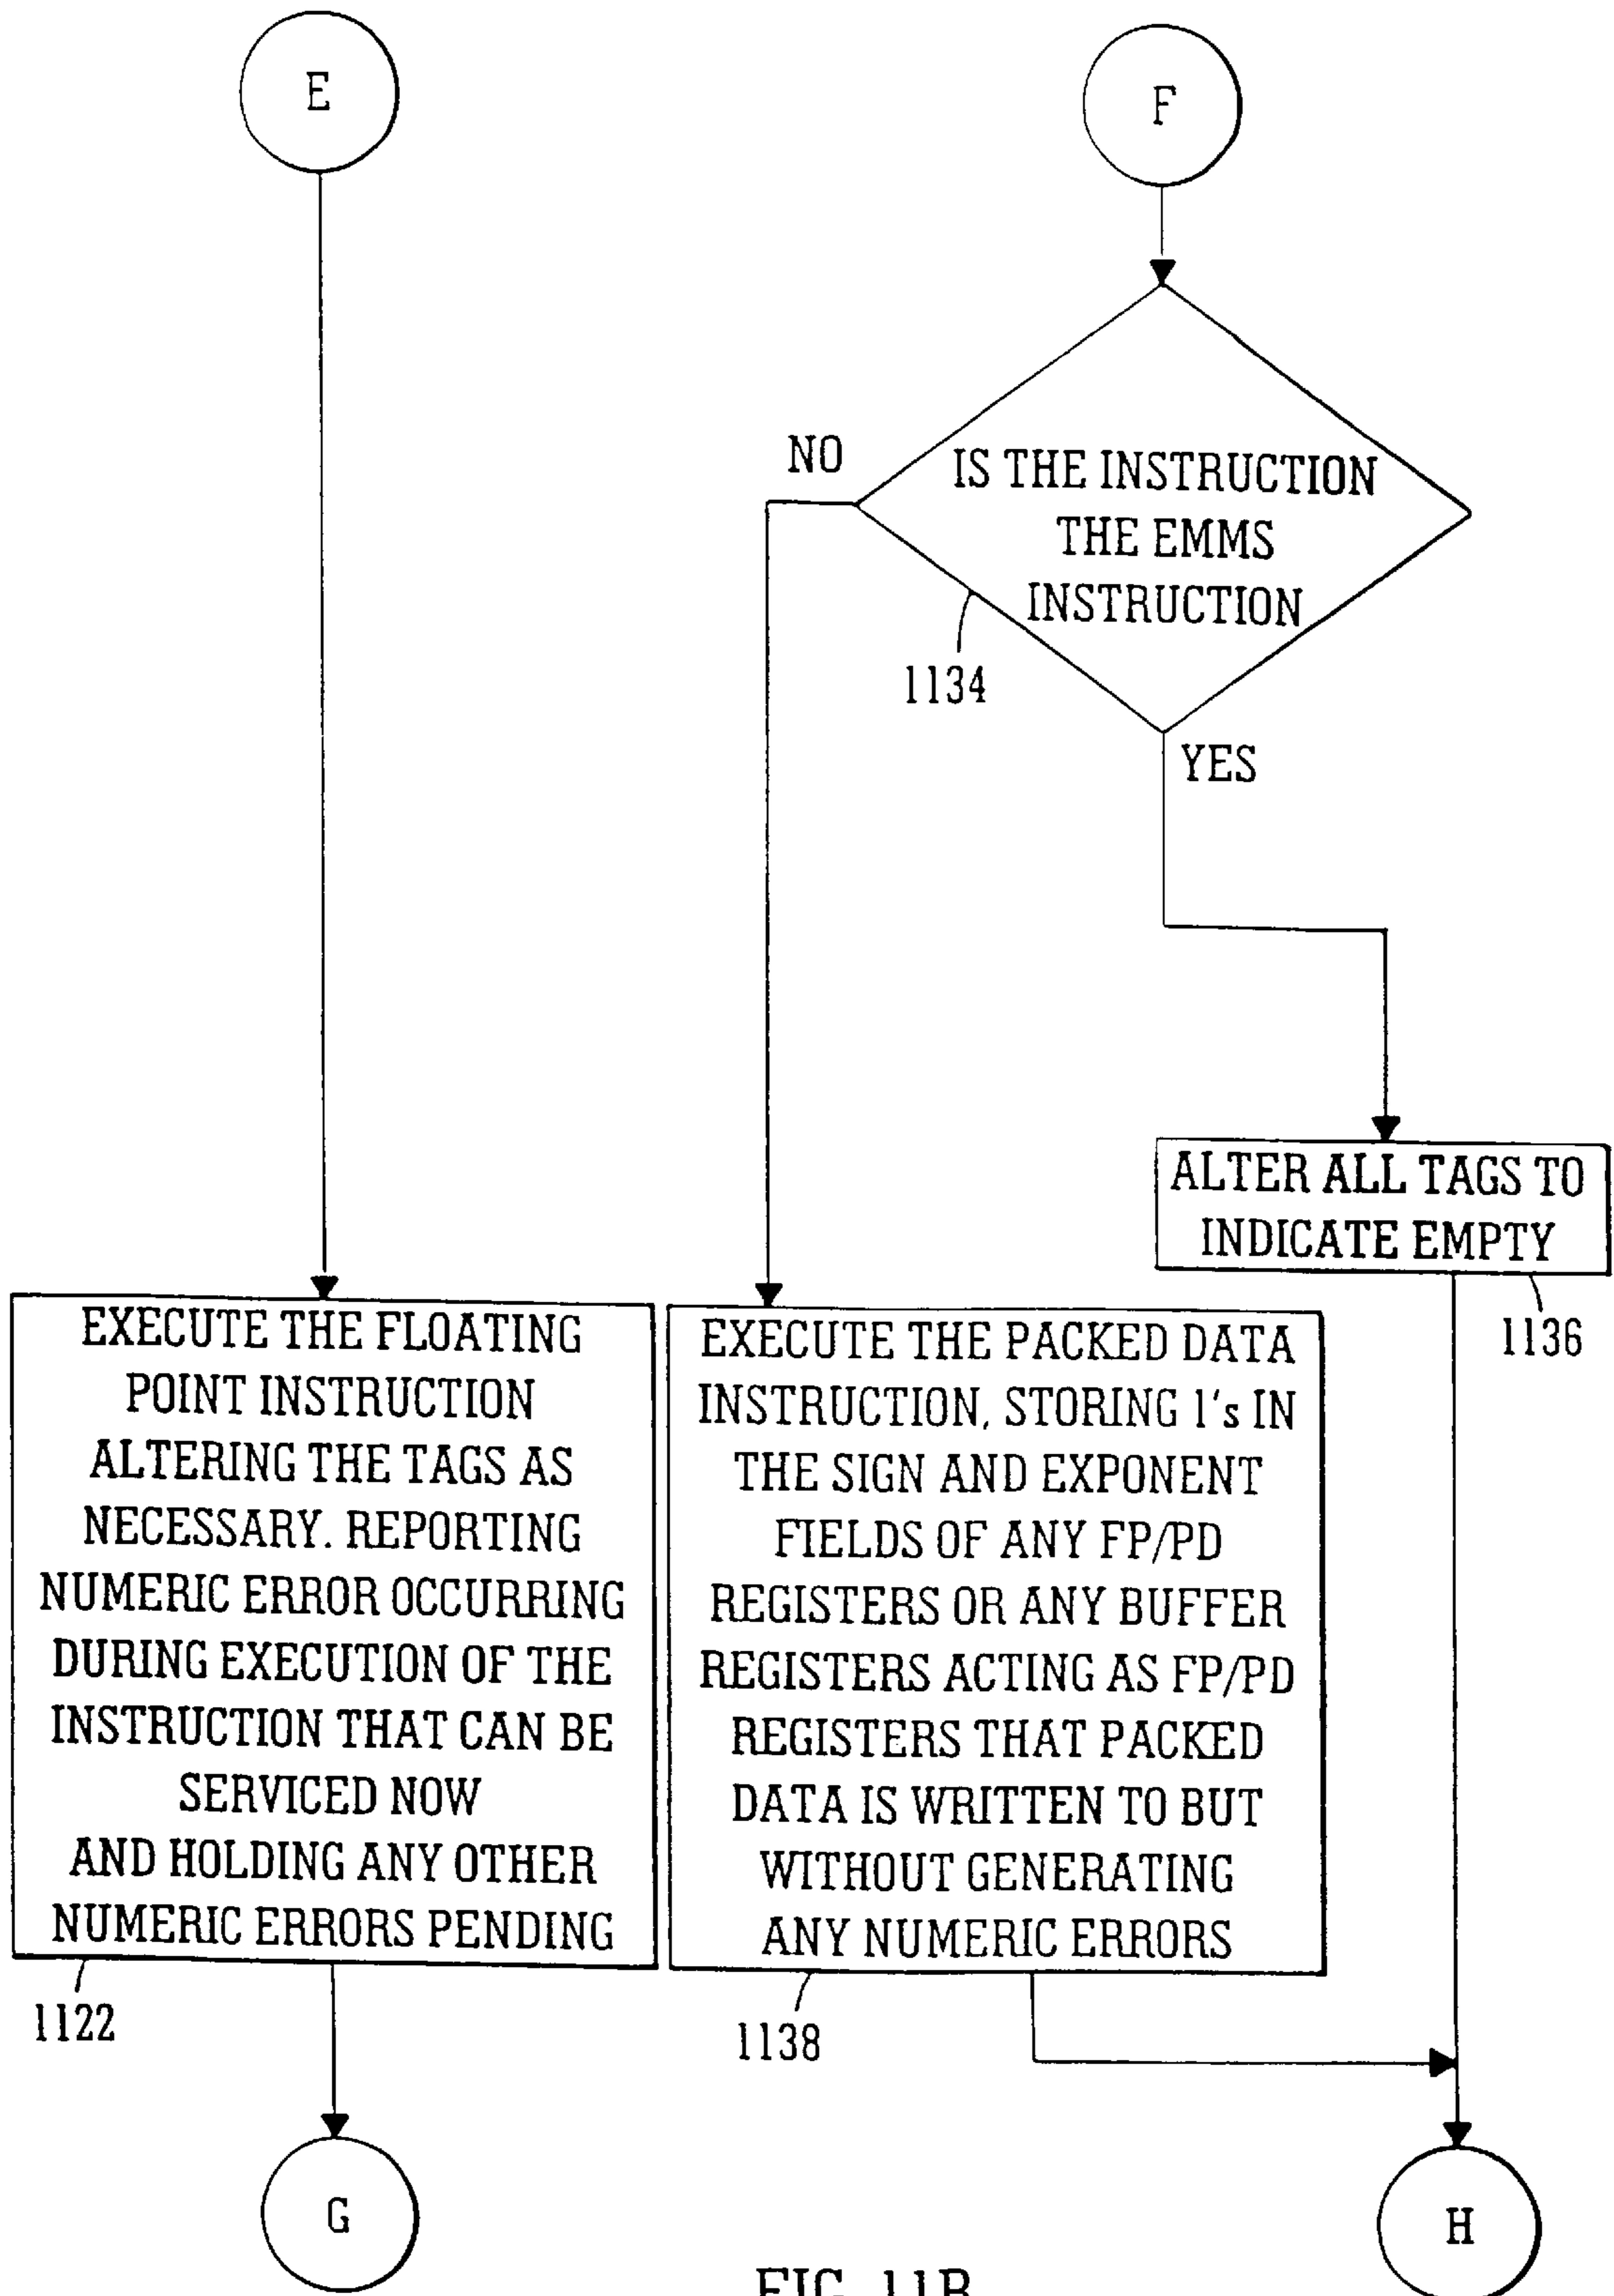 E
F
NO
IS THE INSTRUCTION
THE EMMS
INSTRUCTION
1134
YES
ALTER ALL TAGS TO
INDICATE EMPTY
1136
EXECUTE THE FLOATING
POINT INSTRUCTION
ALTERING THE TAGS AS
NECESSARY. REPORTING
NUMERIC ERROR OCCURRING
DURING EXECUTION OF THE
INSTRUCTION THAT CAN BE
SERVICED NOW
AND HOLDING ANY OTHER
NUMERIC ERRORS PENDING
1122
EXECUTE THE PACKED DATA
INSTRUCTION, STORING 1's IN
THE SIGN AND EXPONENT
FIELDS OF ANY FP/PD
REGISTERS OR ANY BUFFER
REGISTERS ACTING AS FP/PD
REGISTERS THAT PACKED
DATA IS WRITTEN TO BUT
WITHOUT GENERATING
ANY NUMERIC ERRORS
1138
G
H
FIG. 11B